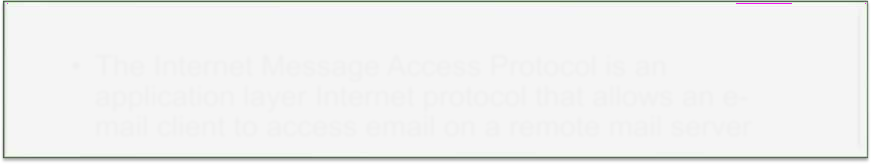 • The Internet Message Access Protocol is an
application layer Internet protocol that allows an e-
mail client to access email on a remote mail server